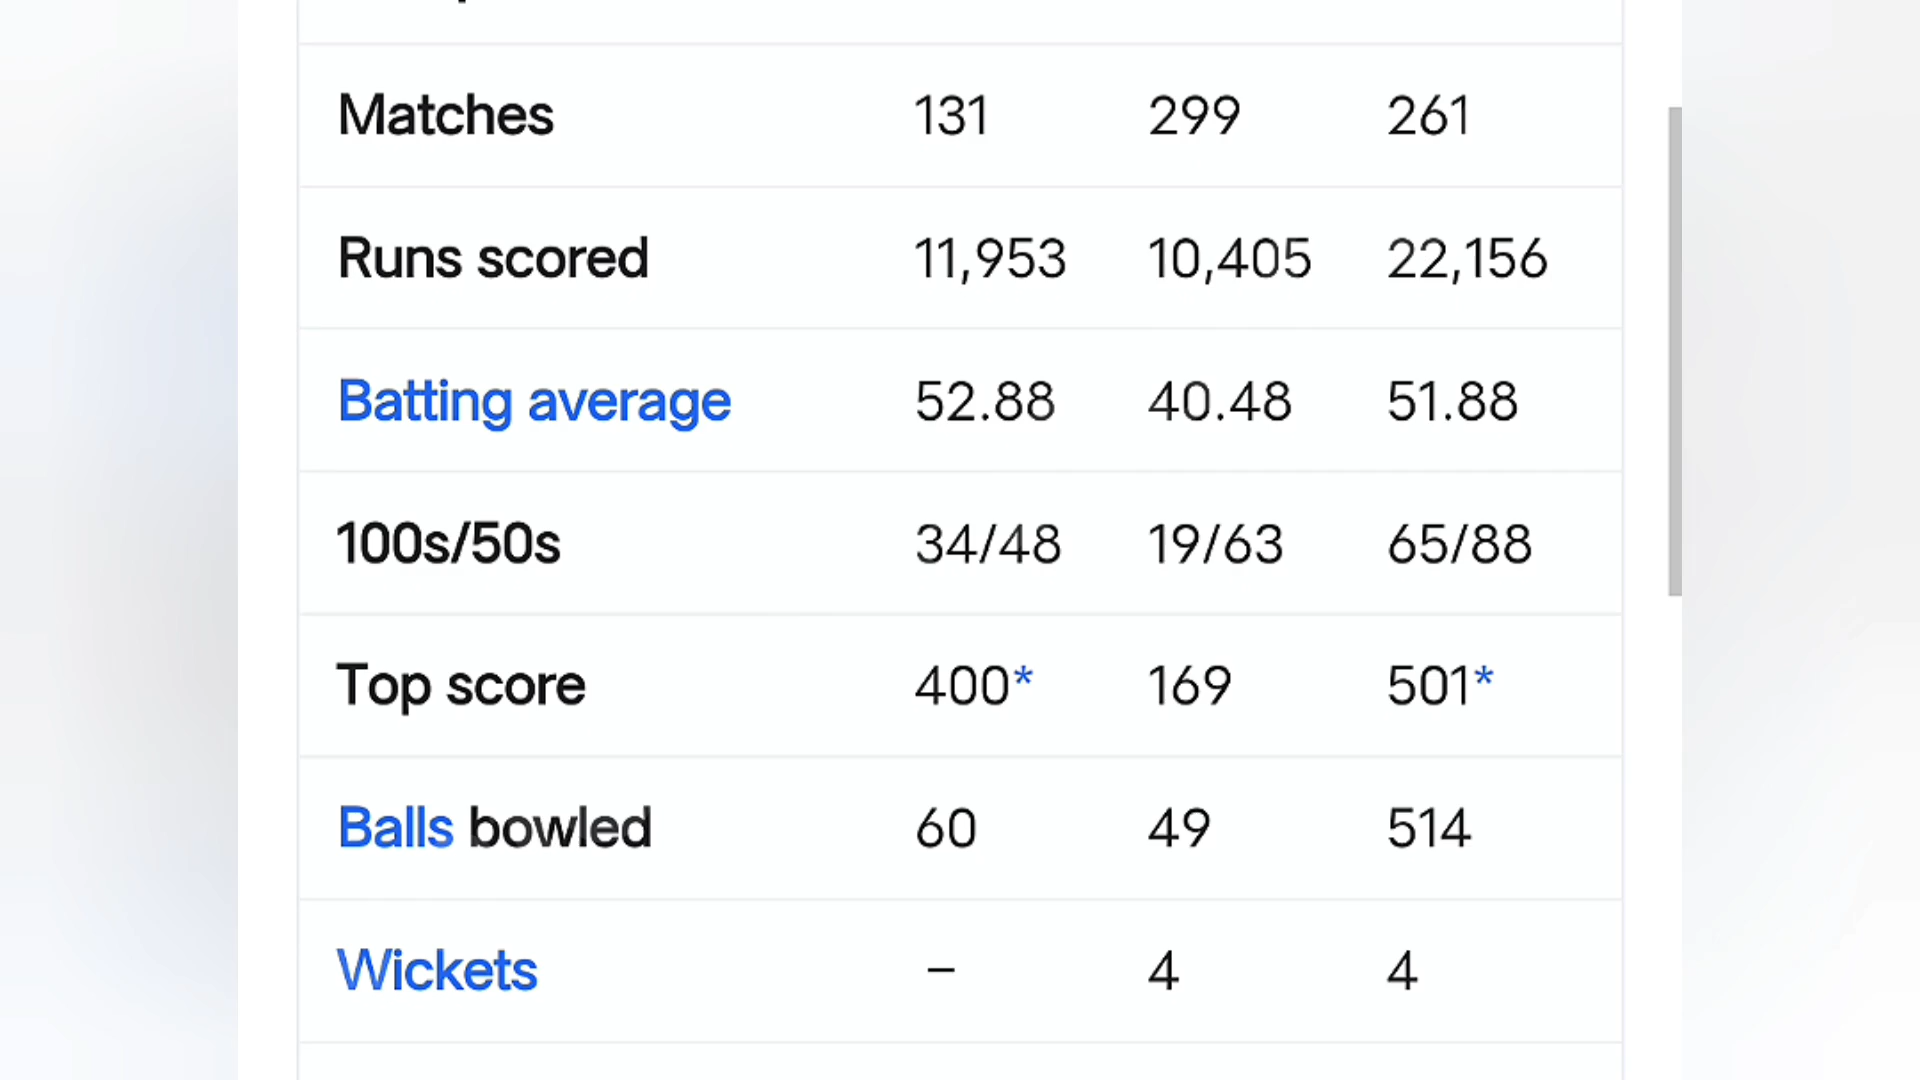 Matches 131 299 261
Runs scored 11,953 10,405 22,156
Batting average 52.88 40.48 51.88
100s/50s 34/48 19/63 65/88
Top score 400* 169 501*
Balls bowled 60 49 514
Wickets – 4 4